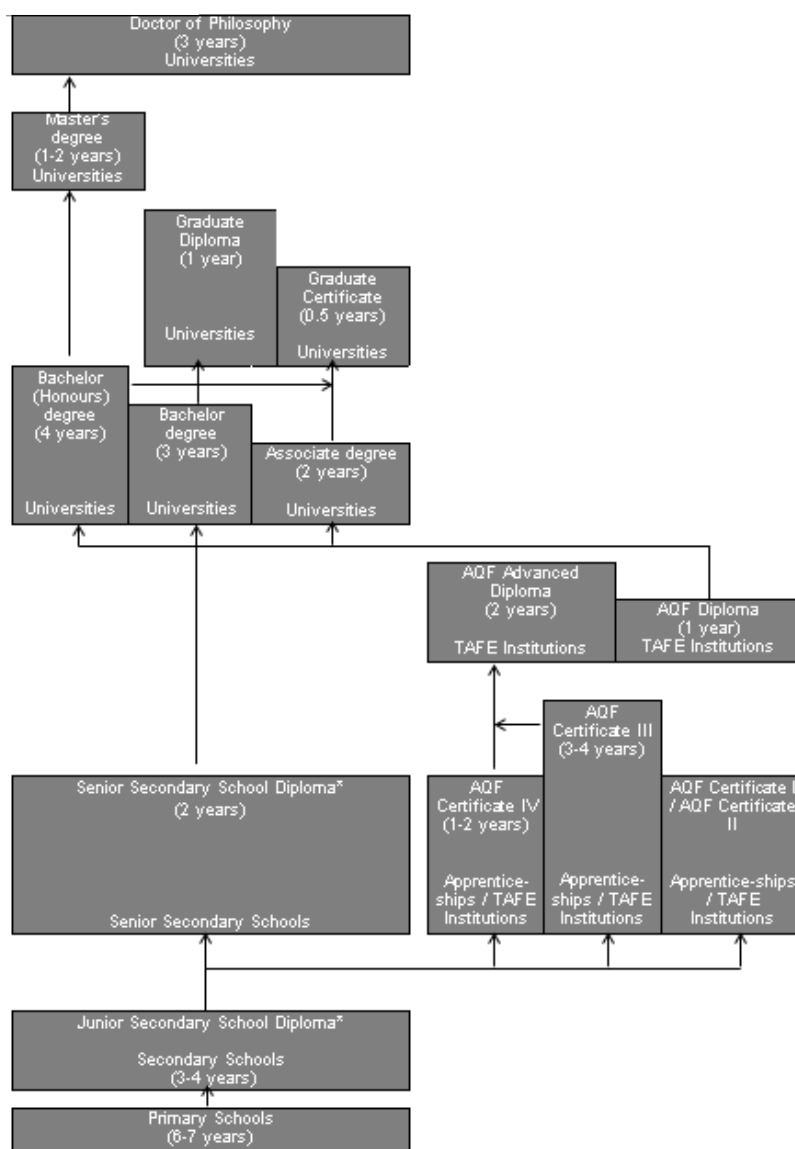 Doctor of Philosophy
(3 years)
Universities
Master's
degree
(1-2 years)
Universities
Graduate
Diploma
(1 year)
Universities
Graduate
Certificate
(0.5 years)
Universities
Bachelor
(Honours)
degree
(4 years)
Universities
Bachelor
degree
(3 years)
Universities
Associate degree
(2 years)
Universities
AQF Advanced
Diploma
(2 years)
TAFE Institutions
AQF Diploma
(1 year)
TAFE Institutions
AQF
Certificate III
(3-4 years)
Apprentice-
ships / TAFE
Institutions
Senior Secondary School Diploma*
(2 years)
Senior Secondary Schools
AQF
Certificate IV
(1-2 years)
Apprentice-
ships / TAFE
Institutions
AQF Certificate I
/ AQF Certificate
II
Apprentice-ships
/ TAFE
Institutions
Junior Secondary School Diploma*
Secondary Schools
(3-4 years)
Primary Schools
(6-7 years)